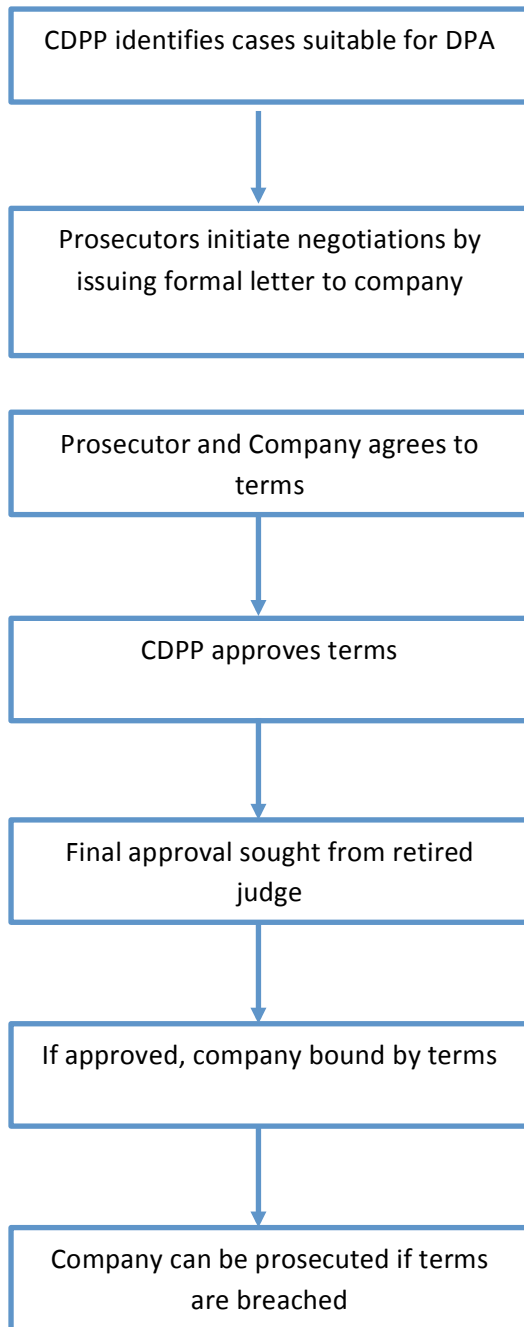 CDPP identifies cases suitable for DPA
Prosecutors initiate negotiations by
issuing formal letter to company
Prosecutor and Company agrees to
terms
CDPP approves terms
Final approval sought from retired
judge
If approved, company bound by terms
Company can be prosecuted if terms
are breached